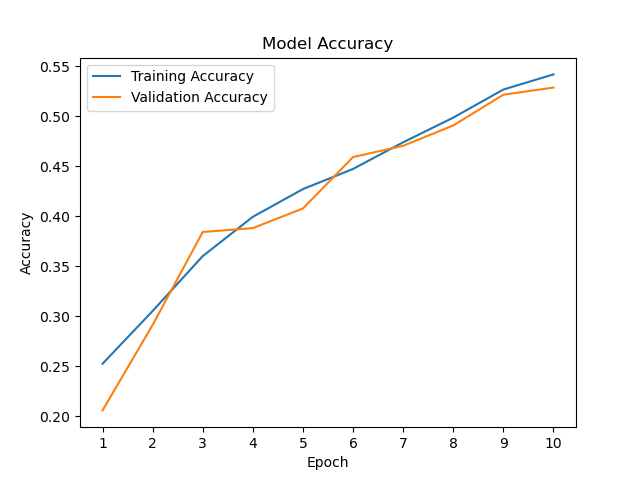 Model Accuracy
Training Accuracy
Validation Accuracy
0.55
0.50
0.45
0.40
0.35
0.30
0.25
0.20
Accuracy
1 2 3 4 5 6 7 8 9 10
Epoch